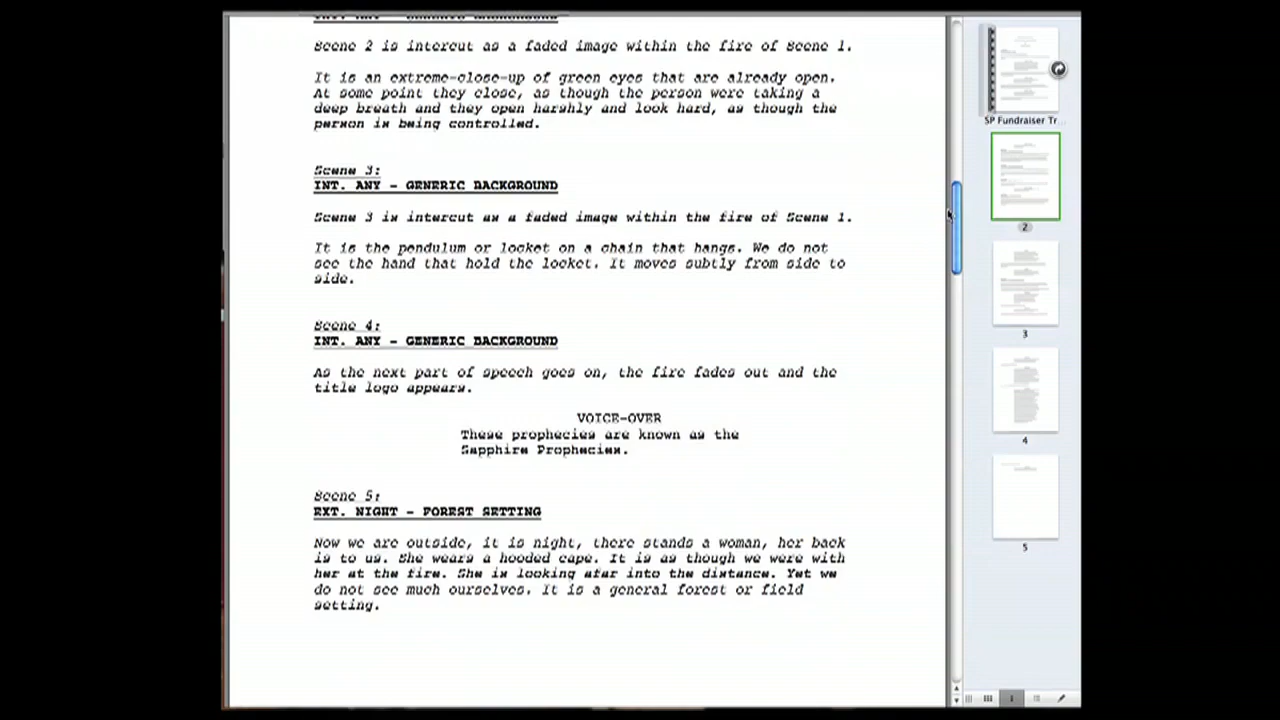 Scene 2 is intercut as a faded image within the fire of Scene 1.
It is an extreme-close-up of green eyes that are already open.
At some point they close, as though the person were taking a
deep breath and they open harshly and look hard, as though the
person is being controlled.
Scene 3:
INT. ANY - GENERIC BACKGROUND
Scene 3 is intercut as a faded image within the fire of Scene 1.
It is the pendulum or locket on a chain that hangs. We do not
see the hand that hold the locket. It moves subtly from side to
side.
Scene 4:
INT. ANY - GENERIC BACKGROUND
As the next part of speech goes on, the fire fades out and the
title logo appears.
VOICE-OVER
These prophecies are known as the
Sapphire Prophecies.
Scene 5:
EXT. NIGHT - FOREST SETTING
Now we are outside, it is night, there stands a woman, her back
is to us. She wears a hooded cape. It is as though we were with
her at the fire. She is looking afar into the distance. Yet we
do not see much ourselves. It is a general forest or field
setting.
SP Fundraiser Tr...
2
3
4
5